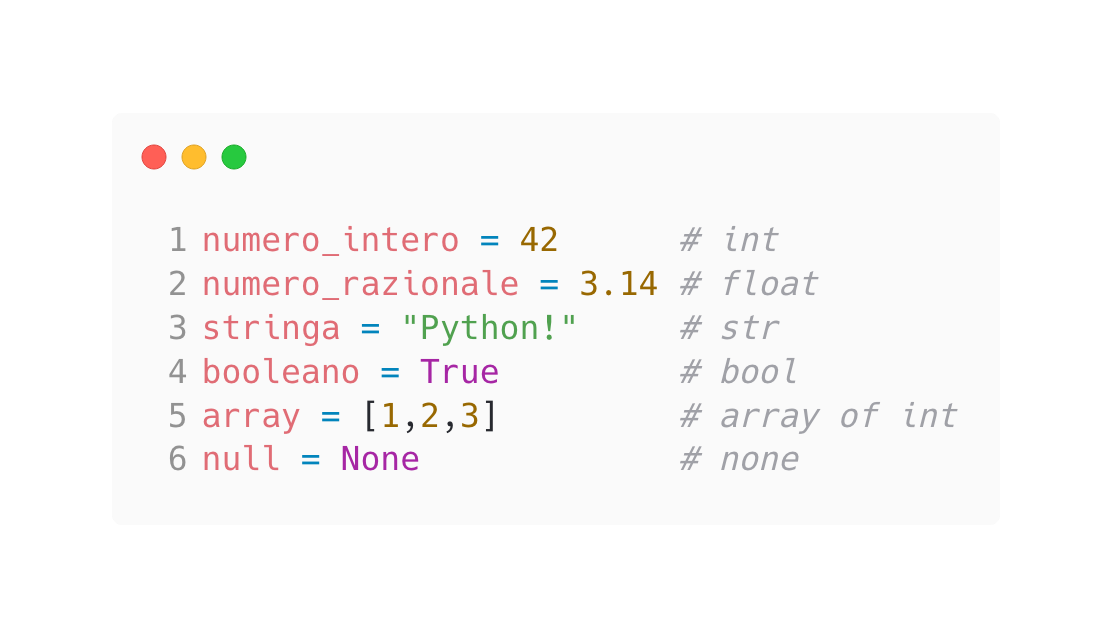 1 numero_intero = 42 # int
2 numero_razionale = 3.14 # float
3 stringa = "Python!" # str
4 booleano = True # bool
5 array = [1,2,3] # array of int
6 null = None # none